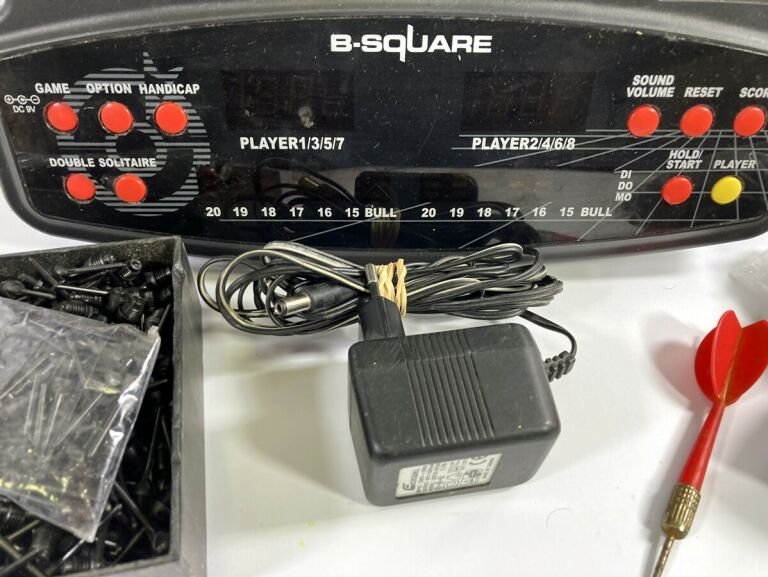 B-SQUARE
GAME OPTION HANDICAP
DC 9V
SOUND
VOLUME RESET SCOR
PLAYER1/3/5/7
PLAYER2/4/6/8
DOUBLE SOLITAIRE
HOLD/
START PLAYER
DI
DO
MO
20 19 18 17 16 15 BULL 20 19 18 17 16 15 BULL